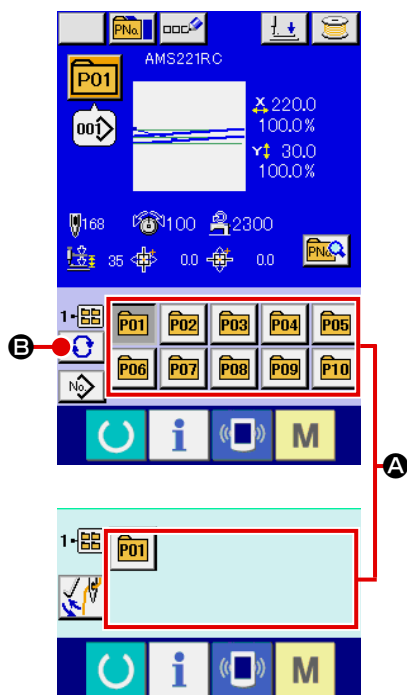 PNo.
AMS221RC
P01
001
X 220.0
100.0%
Y 30.0
100.0%
168 100 2300
35 0.0 0.0 PNo.
1-
P01 P02 P03 P04 P05
B
P06 P07 P08 P09 P10
No.
i M
A
1-
P01
i M